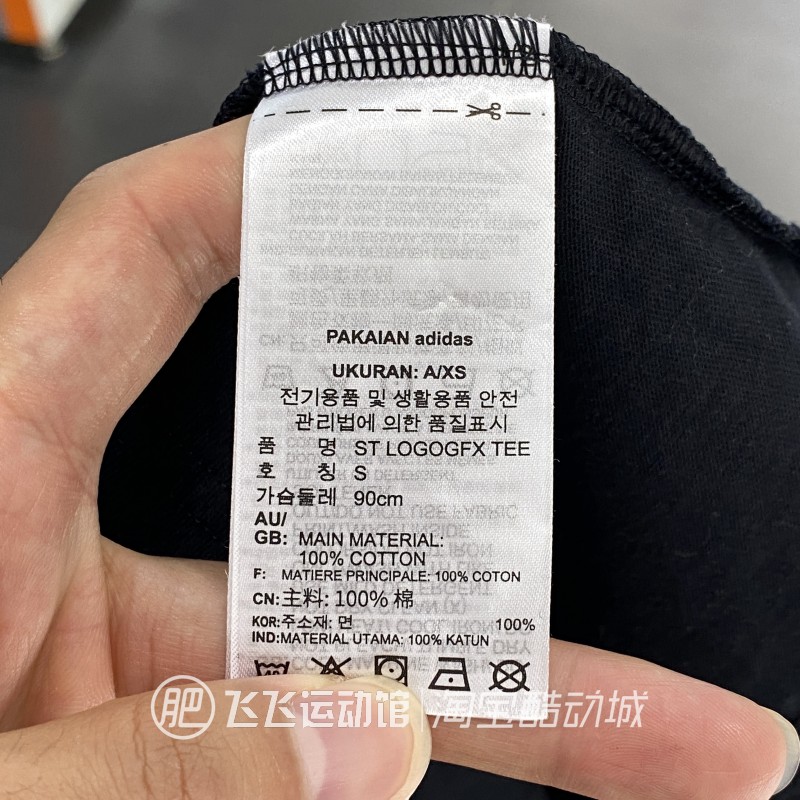 PAKAIAN adidas
UKURAN: A/XS
전기용품 및 생활용품 안전
관리법에 의한 품질표시
품 명 ST LOGOGFX TEE
호 칭 S
가슴둘레 90cm
AU/
GB: MAIN MATERIAL:
100% COTTON
F: MATIERE PRINCIPALE: 100% COTON
CN:主料: 100% 棉
KOR:주소재: 면 100%
IND:MATERIAL UTAMA: 100% KATUN
肥 飞飞运动馆 | 淘宝酷动城